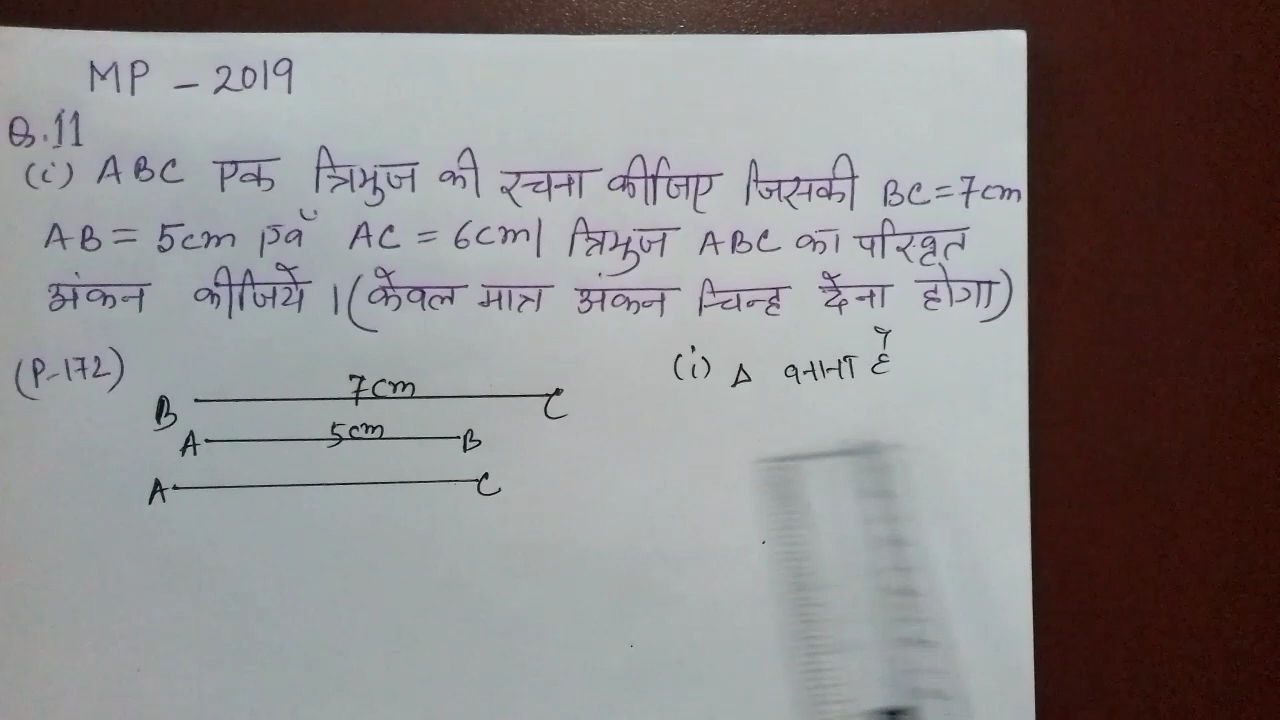 MP - 2019
Q.11
(i) ABC एक त्रिभुज की रचना कीजिए जिसकी BC = 7cm
AB = 5cm एवं AC = 6cm। त्रिभुज ABC का परिवृत
अंकन कीजिये। (केवल मात्र अंकन चिन्ह देना होगा)
(P-172)
(i) Δ बनाना है
B 7cm C
A 5cm B
A C